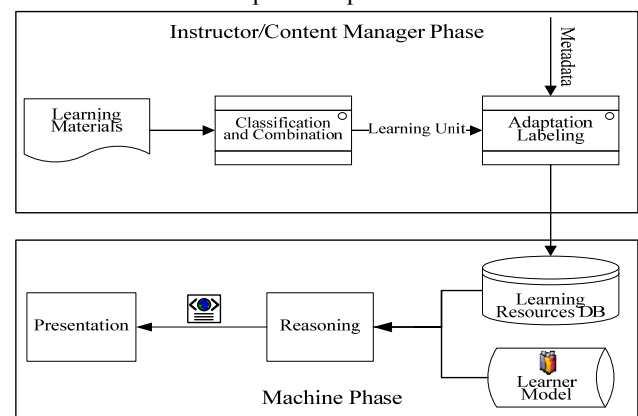 Instructor/Content Manager Phase
Metadata
Learning
Materials
Classification
and Combination
Learning Unit
Adaptation
Labeling
Learning
Resources DB
Presentation
Reasoning
Learner
Model
Machine Phase